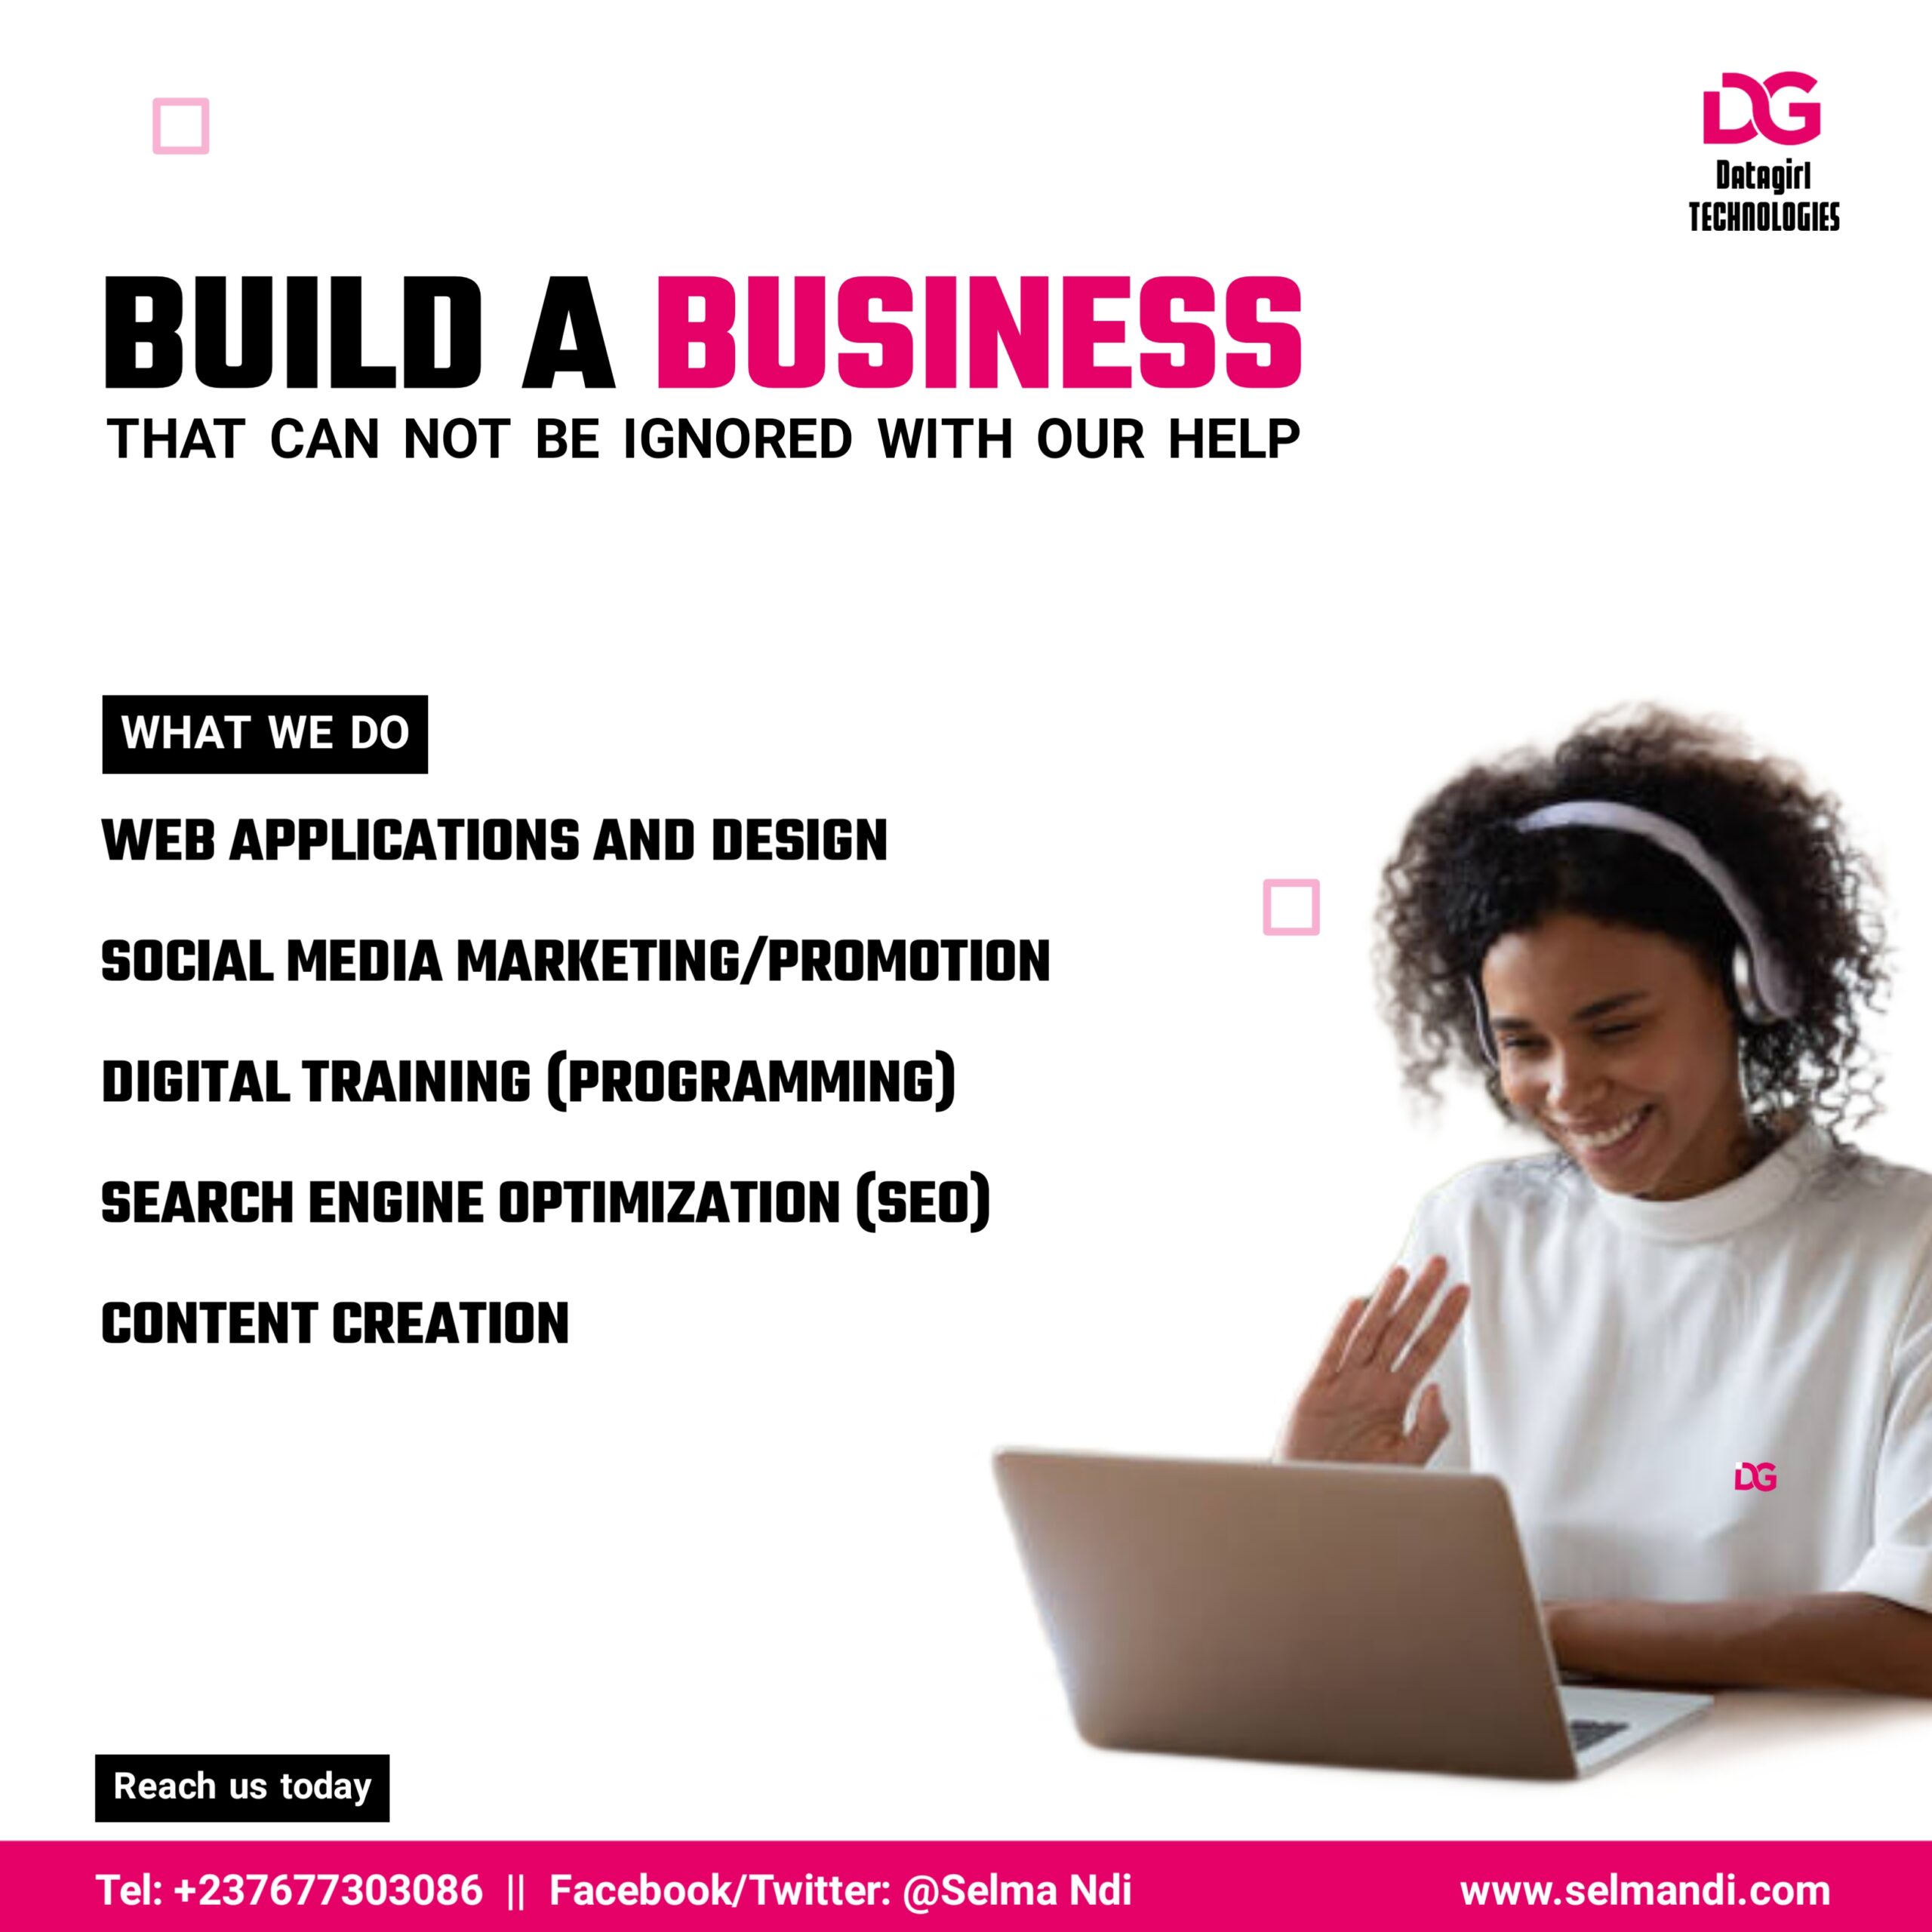 DG
Datagirl
TECHNOLOGIES
BUILD A BUSINESS
THAT CAN NOT BE IGNORED WITH OUR HELP
WHAT WE DO
WEB APPLICATIONS AND DESIGN
SOCIAL MEDIA MARKETING/PROMOTION
DIGITAL TRAINING (PROGRAMMING)
SEARCH ENGINE OPTIMIZATION (SEO)
CONTENT CREATION
DG
Reach us today
Tel: +237677303086 || Facebook/Twitter: @Selma Ndi www.selmandi.com